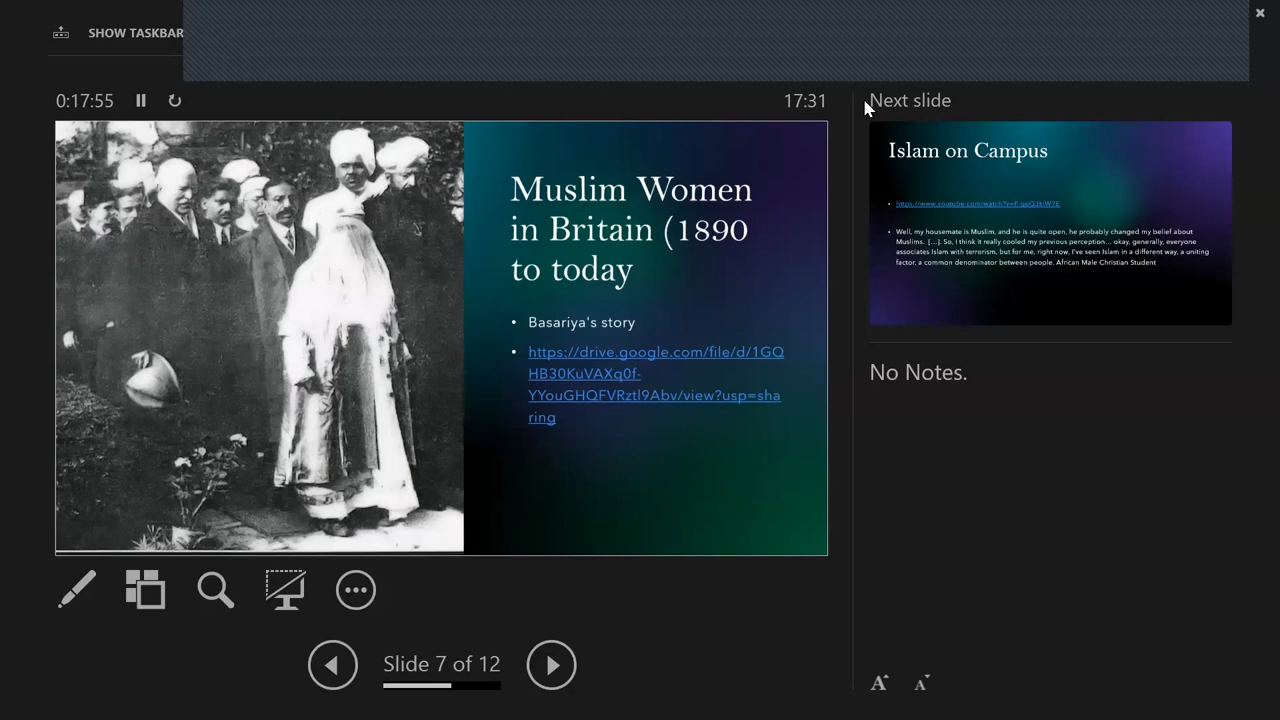 SHOW TASKBAR
0:17:55
17:31
Next slide
Muslim Women
in Britain (1890
to today
• Basariya's story
• https://drive.google.com/file/d/1GQ
HB30KuVAXq0f-
YYouGHQFVRztl9Abv/view?usp=sha
ring
Islam on Campus
• Well, my housemate is Muslim, and he is quite open, he probably changed my belief about
Muslims. [...]. So, I think it really cooled my previous perception... okay, generally, everyone
associates Islam with terrorism, but for me, right now, I've seen Islam in a different way, a uniting
factor, a common denominator between people. African Male Christian Student
No Notes.
Slide 7 of 12
A A